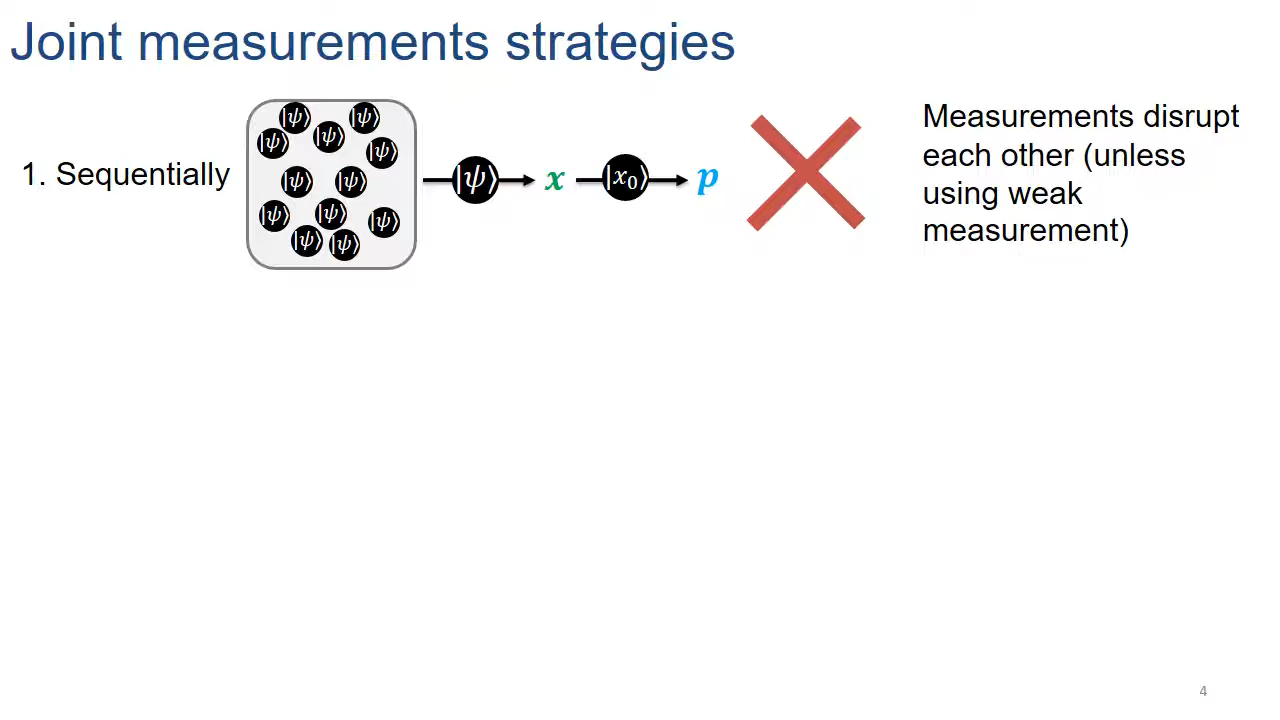 Joint measurements strategies
1. Sequentially
|ψ⟩ |ψ⟩
|ψ⟩ |ψ⟩ |ψ⟩
|ψ⟩ |ψ⟩
|ψ⟩ |ψ⟩ |ψ⟩
|ψ⟩ |ψ⟩
|ψ⟩ x |x₀⟩ p
Measurements disrupt
each other (unless
using weak
measurement)
4